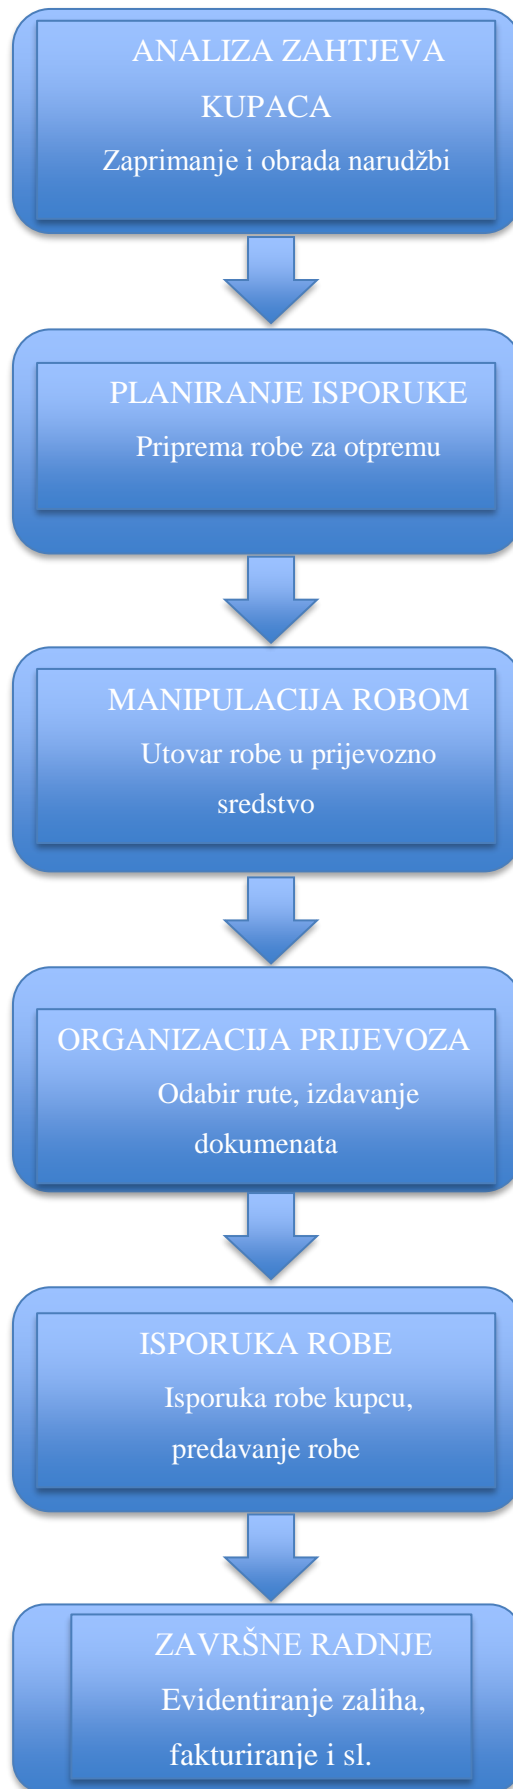 ANALIZA ZAHTJEVA
KUPACA
Zaprimanje i obrada narudžbi
PLANIRANJE ISPORUKE
Priprema robe za otpremu
MANIPULACIJA ROBOM
Utovar robe u prijevozno
sredstvo
ORGANIZACIJA PRIJEVOZA
Odabir rute, izdavanje
dokumenata
ISPORUKA ROBE
Isporuka robe kupcu,
predavanje robe
ZAVRŠNE RADNJE
Evidentiranje zaliha,
fakturiranje i sl.